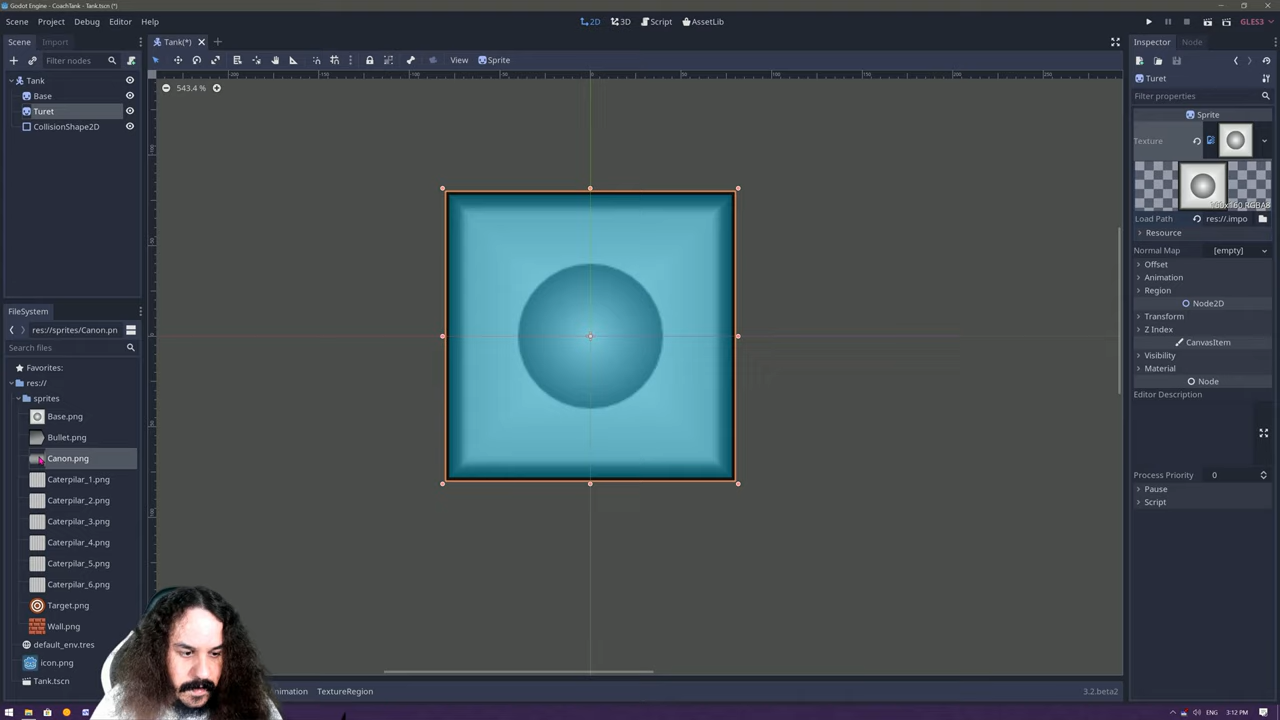 Godot Engine - CoachTank - Tank.tscn (*)
Scene Project Debug Editor Help
2D 3D Script AssetLib
GLES3
Scene Import
Filter nodes
Tank
Base
Turet
CollisionShape2D
Tank(*)
View Sprite
543.4 %
FileSystem
res://sprites/Canon.pn
Search files
Favorites:
res://
sprites
Base.png
Bullet.png
Canon.png
Caterpilar_1.png
Caterpilar_2.png
Caterpilar_3.png
Caterpilar_4.png
Caterpilar_5.png
Caterpilar_6.png
Target.png
Wall.png
default_env.tres
icon.png
Tank.tscn
TextureRegion
3.2.beta2
Inspector Node
Turet
Filter properties
Sprite
Texture
Load Path res://.impo
Resource
Normal Map [empty]
Offset
Animation
Region
Node2D
Transform
Z Index
CanvasItem
Visibility
Material
Node
Editor Description
Process Priority 0
Pause
Script
ENG 3:12 PM